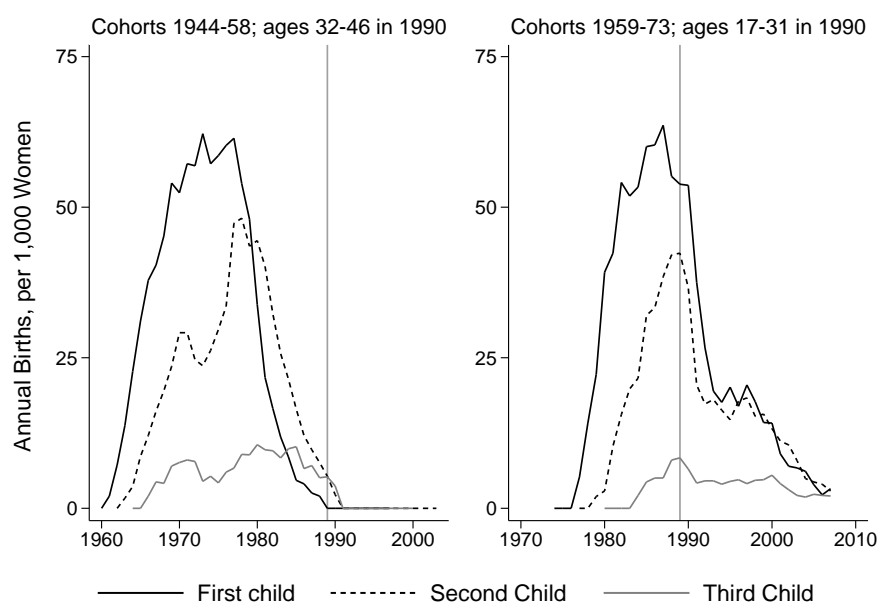 Cohorts 1944-58; ages 32-46 in 1990
Cohorts 1959-73; ages 17-31 in 1990
Annual Births, per 1,000 Women
75
50
25
0
1960 1970 1980 1990 2000
75
50
25
0
1970 1980 1990 2000 2010
First child Second Child Third Child